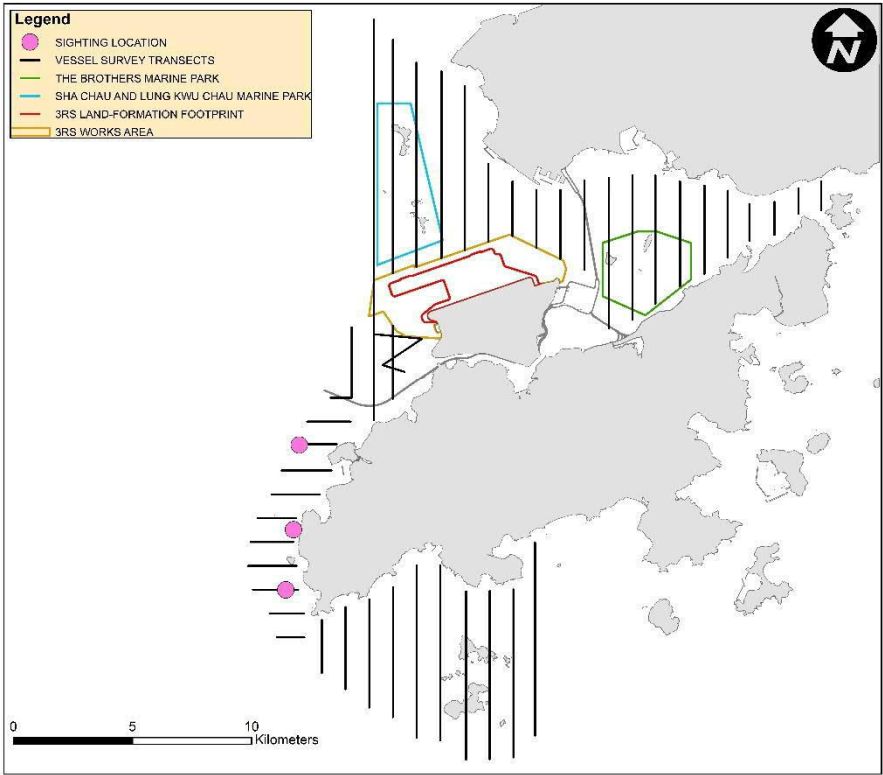 Legend
SIGHTING LOCATION
VESSEL SURVEY TRANSECTS
THE BROTHERS MARINE PARK
SHA CHAU AND LUNG KWU CHAU MARINE PARK
3RS LAND-FORMATION FOOTPRINT
3RS WORKS AREA
N
0 5 10
Kilometers